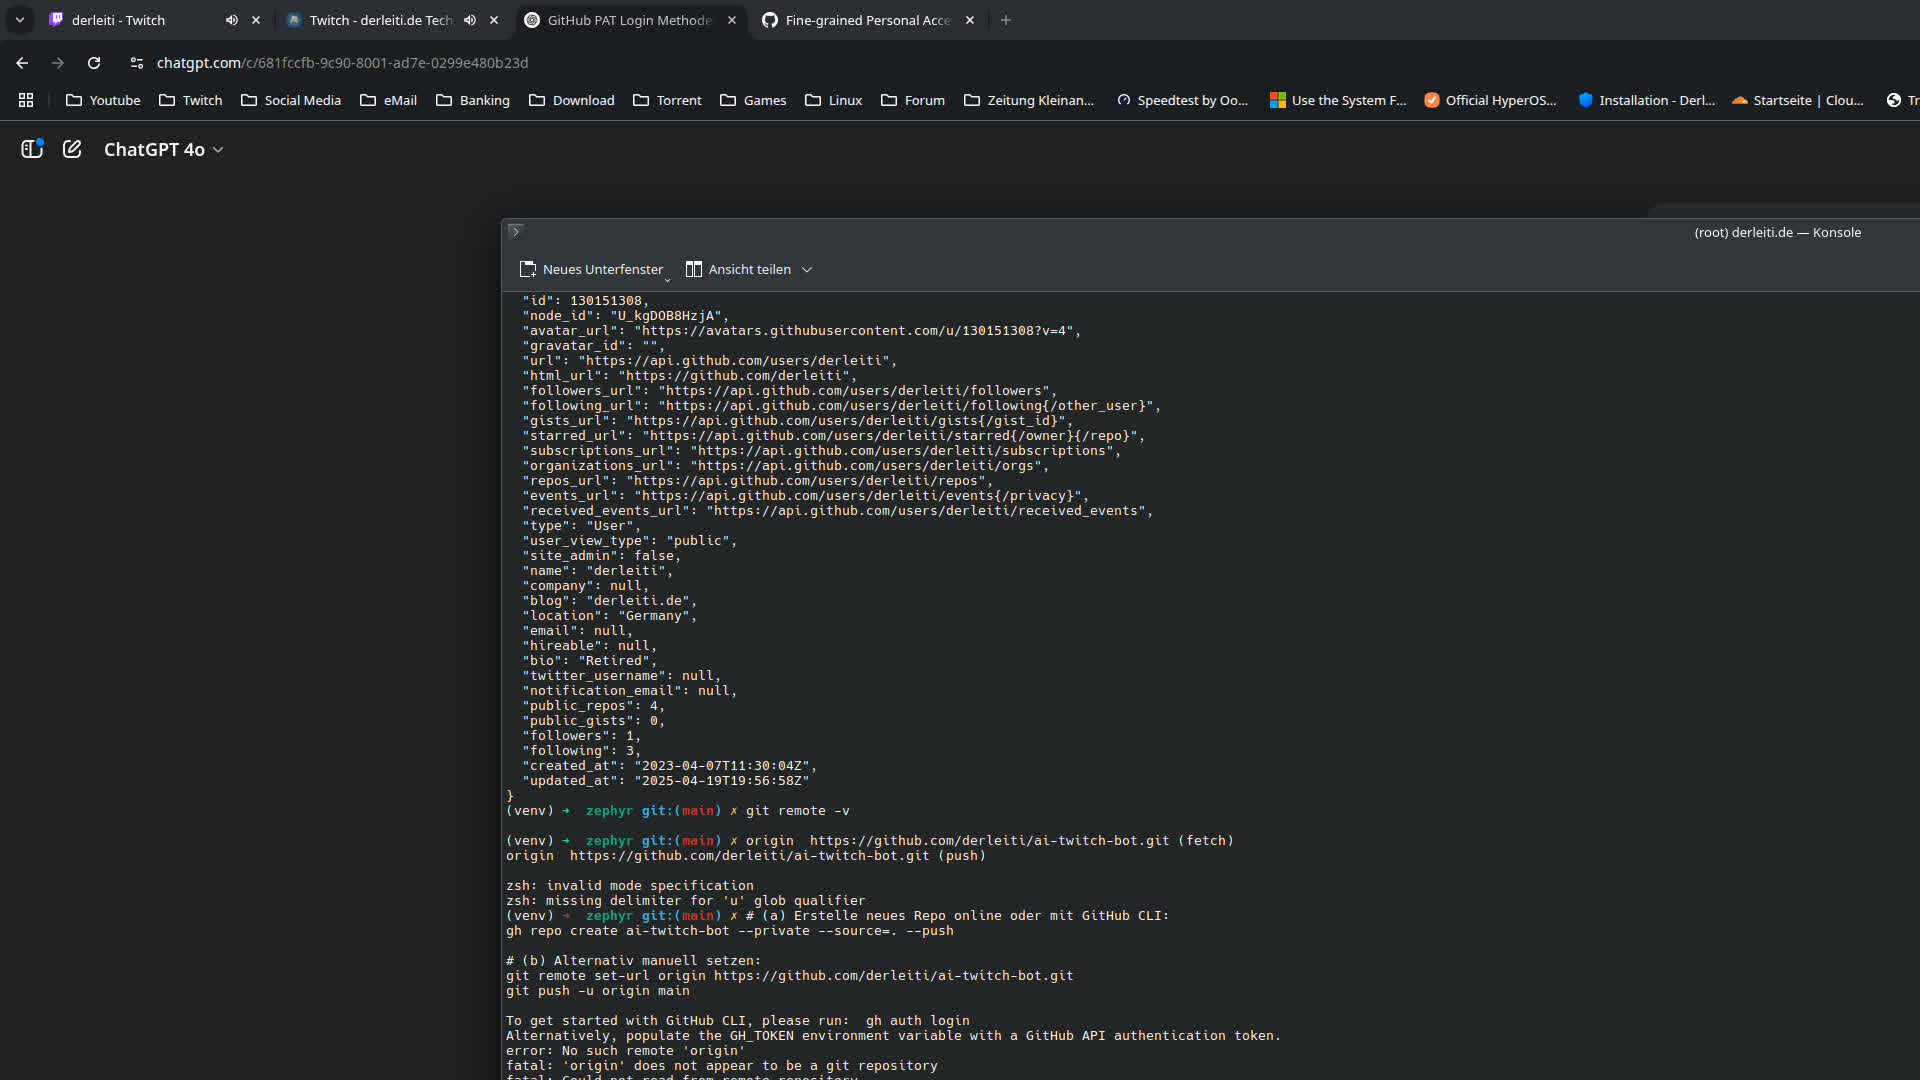 derleiti - Twitch
Twitch - derleiti.de Tech
GitHub PAT Login Methode
Fine-grained Personal Acce
chatgpt.com/c/681fccfb-9c90-8001-ad7e-0299e480b23d
Youtube Twitch Social Media eMail Banking Download Torrent Games Linux Forum Zeitung Kleinan... Speedtest by Oo... Use the System F... Official HyperOS... Installation - Derl... Startseite | Clou... Tr
ChatGPT 4o
(root) derleiti.de — Konsole
Neues Unterfenster Ansicht teilen
"id": 130151308,
"node_id": "U_kgDOB8HzjA",
"avatar_url": "https://avatars.githubusercontent.com/u/130151308?v=4",
"gravatar_id": "",
"url": "https://api.github.com/users/derleiti",
"html_url": "https://github.com/derleiti",
"followers_url": "https://api.github.com/users/derleiti/followers",
"following_url": "https://api.github.com/users/derleiti/following{/other_user}",
"gists_url": "https://api.github.com/users/derleiti/gists{/gist_id}",
"starred_url": "https://api.github.com/users/derleiti/starred{/owner}{/repo}",
"subscriptions_url": "https://api.github.com/users/derleiti/subscriptions",
"organizations_url": "https://api.github.com/users/derleiti/orgs",
"repos_url": "https://api.github.com/users/derleiti/repos",
"events_url": "https://api.github.com/users/derleiti/events{/privacy}",
"received_events_url": "https://api.github.com/users/derleiti/received_events",
"type": "User",
"user_view_type": "public",
"site_admin": false,
"name": "derleiti",
"company": null,
"blog": "derleiti.de",
"location": "Germany",
"email": null,
"hireable": null,
"bio": "Retired",
"twitter_username": null,
"notification_email": null,
"public_repos": 4,
"public_gists": 0,
"followers": 1,
"following": 3,
"created_at": "2023-04-07T11:30:04Z",
"updated_at": "2025-04-19T19:56:58Z"
}
(venv) ➜ zephyr git:(main) ✗ git remote -v
(venv) ➜ zephyr git:(main) ✗ origin https://github.com/derleiti/ai-twitch-bot.git (fetch)
origin https://github.com/derleiti/ai-twitch-bot.git (push)
zsh: invalid mode specification
zsh: missing delimiter for 'u' glob qualifier
(venv) ➜ zephyr git:(main) ✗ # (a) Erstelle neues Repo online oder mit GitHub CLI:
gh repo create ai-twitch-bot --private --source=. --push
# (b) Alternativ manuell setzen:
git remote set-url origin https://github.com/derleiti/ai-twitch-bot.git
git push -u origin main
To get started with GitHub CLI, please run: gh auth login
Alternatively, populate the GH_TOKEN environment variable with a GitHub API authentication token.
error: No such remote 'origin'
fatal: 'origin' does not appear to be a git repository
fatal: Could not read from remote repository.